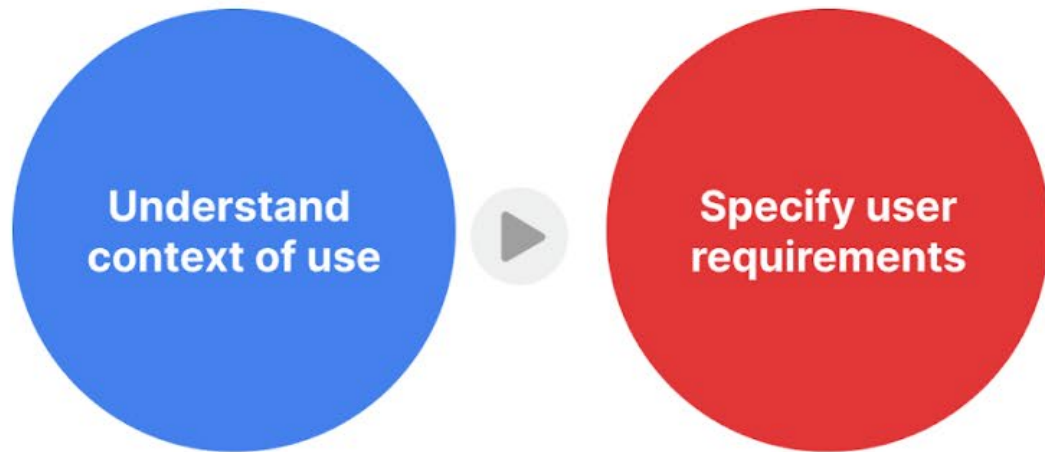 Understand
context of use
Specify user
requirements